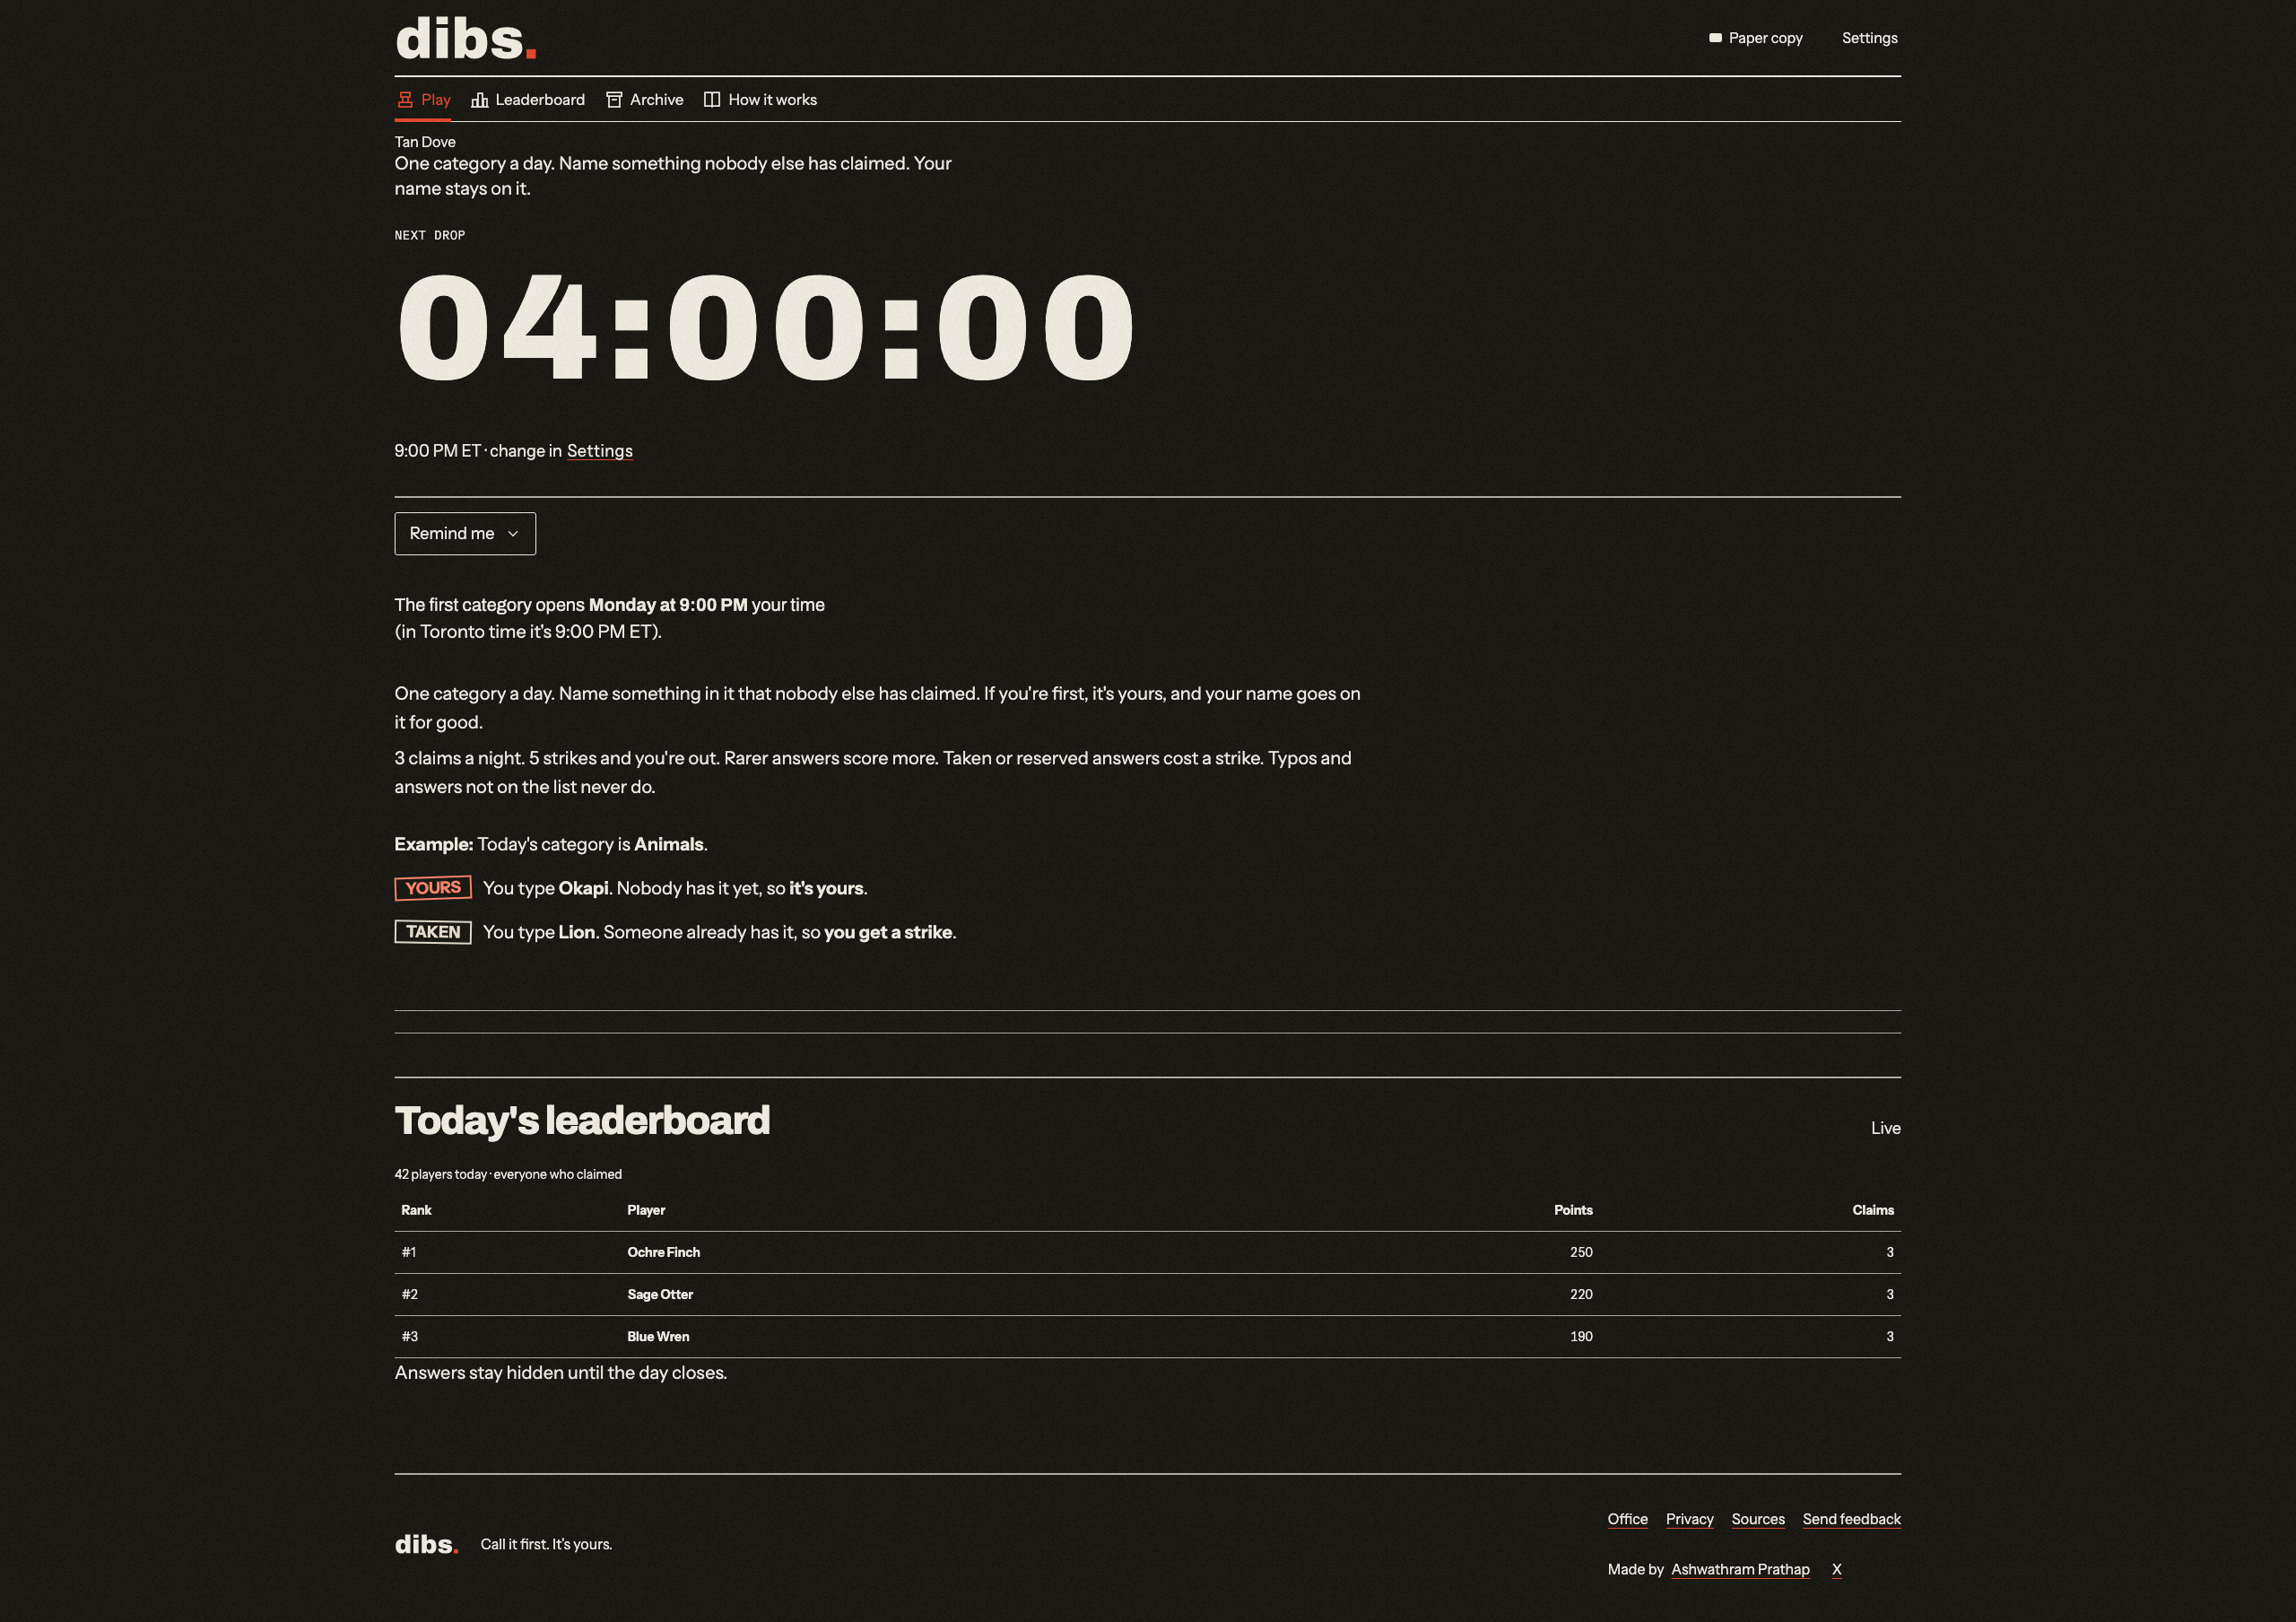 dibs.
Paper copy Settings
Play Leaderboard Archive How it works
Tan Dove
One category a day. Name something nobody else has claimed. Your
name stays on it.
NEXT DROP
04:00:00
9:00 PM ET · change in Settings
Remind me
The first category opens Monday at 9:00 PM your time
(in Toronto time it's 9:00 PM ET).
One category a day. Name something in it that nobody else has claimed. If you're first, it's yours, and your name goes on
it for good.
3 claims a night. 5 strikes and you're out. Rarer answers score more. Taken or reserved answers cost a strike. Typos and
answers not on the list never do.
Example: Today's category is Animals.
YOURS You type Okapi. Nobody has it yet, so it's yours.
TAKEN You type Lion. Someone already has it, so you get a strike.
Today's leaderboard
Live
42 players today · everyone who claimed
Rank Player Points Claims
#1 Ochre Finch 250 3
#2 Sage Otter 220 3
#3 Blue Wren 190 3
Answers stay hidden until the day closes.
Office Privacy Sources Send feedback
dibs. Call it first. It's yours.
Made by Ashwathram Prathap X